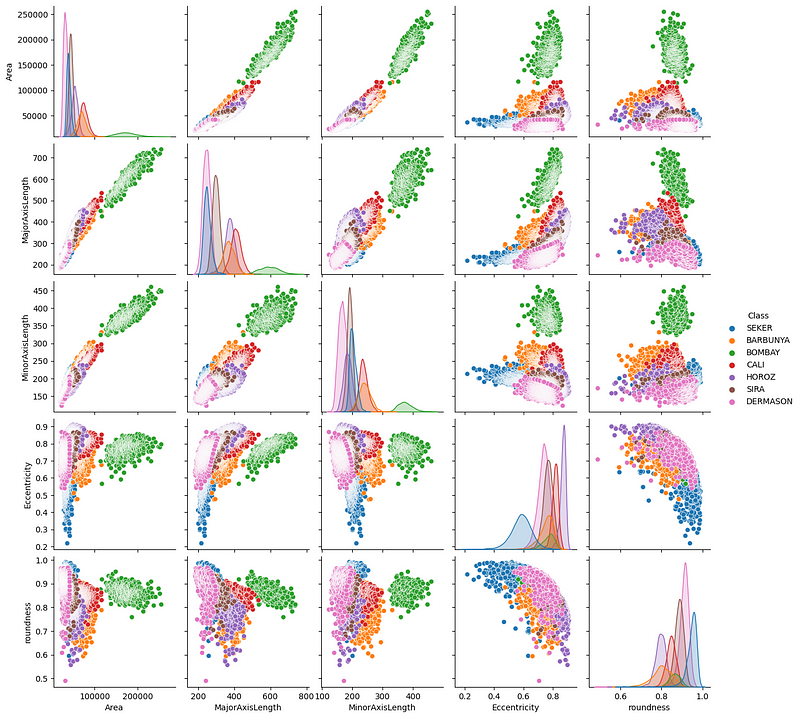 250000
200000
150000
100000
50000
Area
700
600
500
400
300
200
MajorAxisLength
450
400
350
300
250
200
150
MinorAxisLength
Class
SEKER
BARBUNYA
BOMBAY
CALI
HOROZ
SIRA
DERMASON
0.9
0.8
0.7
0.6
0.5
0.4
0.3
0.2
Eccentricity
1.0
0.9
0.8
0.7
0.6
0.5
roundness
100000 200000
200 400 600 800
100 200 300 400
0.2 0.4 0.6 0.8
0.6 0.8 1.0
Area MajorAxisLength MinorAxisLength Eccentricity roundness